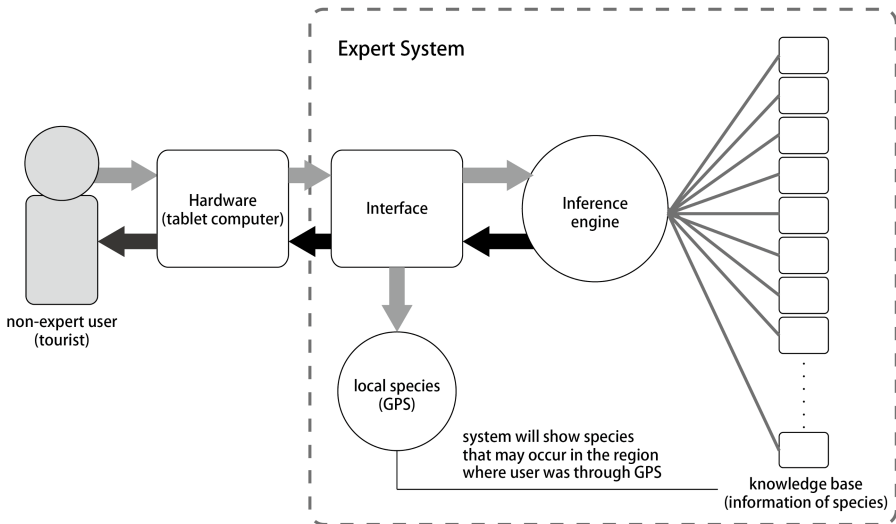 Expert System
Hardware
(tablet computer)
Interface
Inference
engine
non-expert user
(tourist)
local species
(GPS)
system will show species
that may occur in the region
where user was through GPS
knowledge base
(information of species)